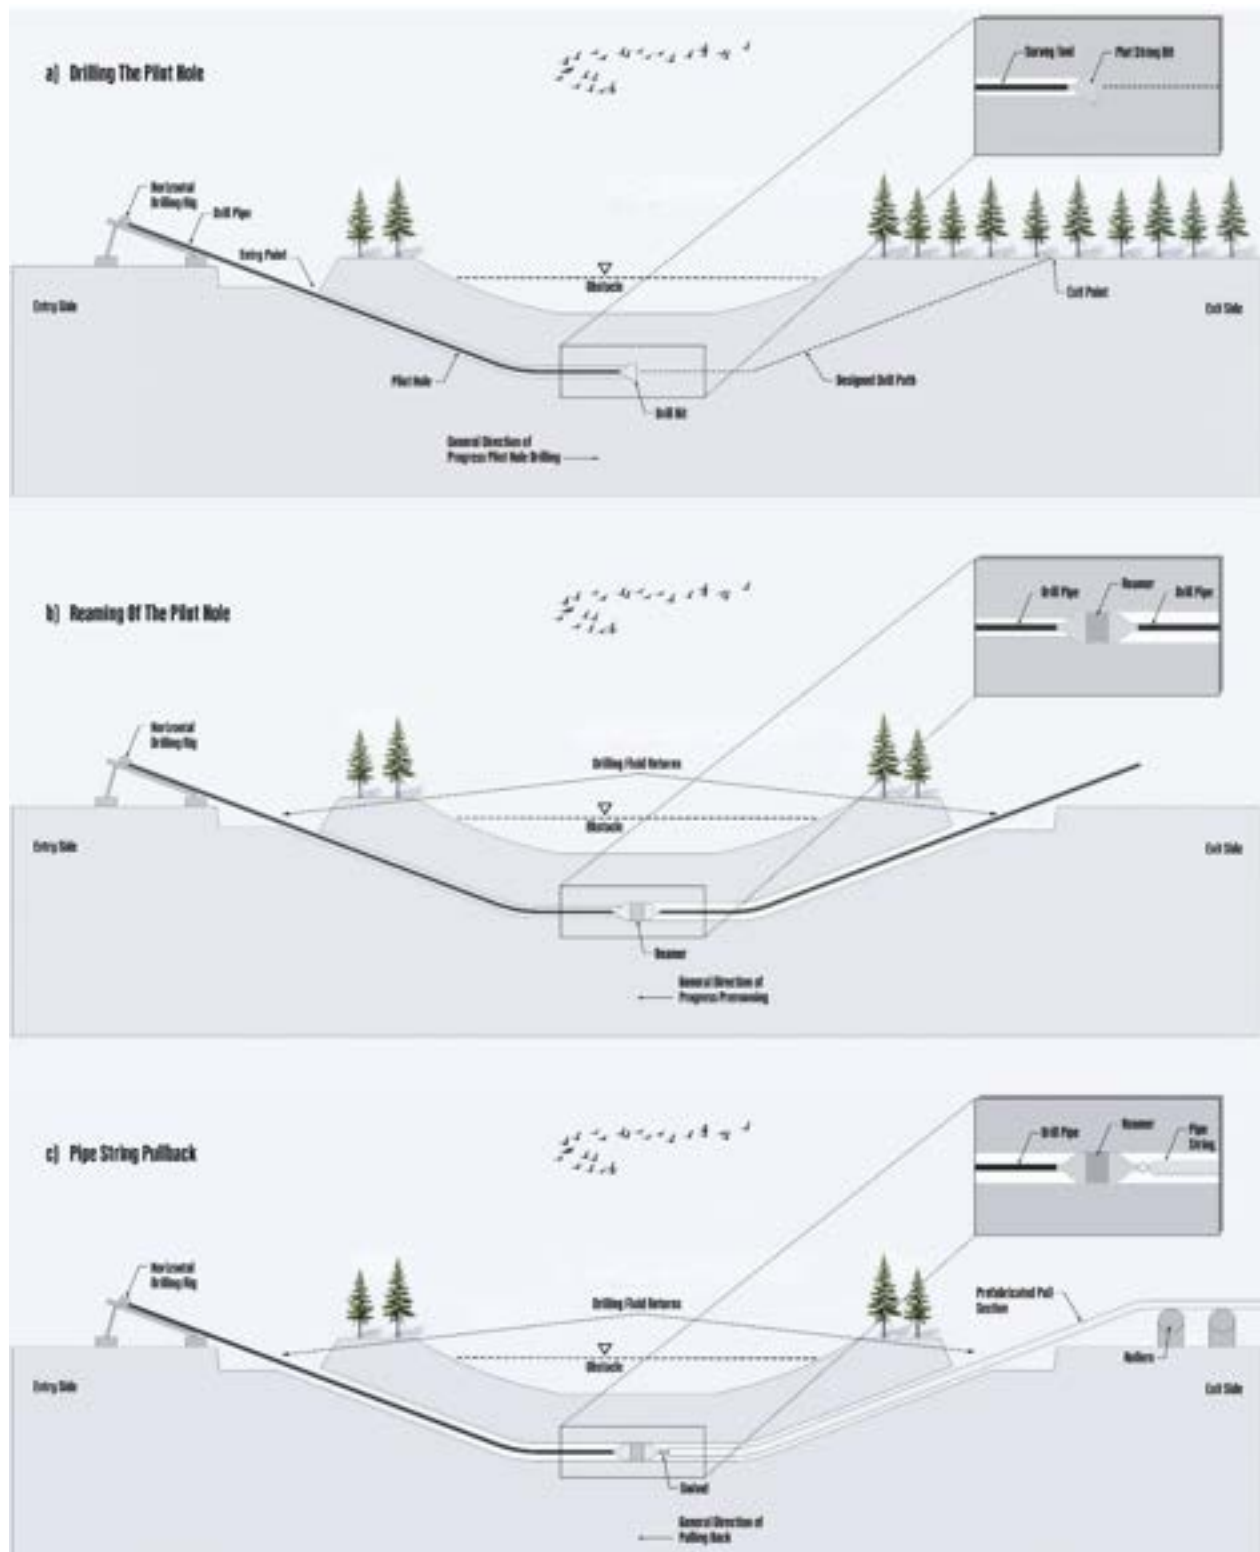 a) Drilling The Pilot Hole
Survey Tool
Pilot String Bit
Horizontal
Drilling Rig
Drill Pipe
Entry Point
Obstacle
Entry Side
Exit Point
Exit Side
Pilot Hole
Designed Drill Path
Drill Bit
General Direction of
Progress Pilot Hole Drilling
b) Reaming Of The Pilot Hole
Drill Pipe
Reamer
Drill Pipe
Horizontal
Drilling Rig
Drilling Fluid Returns
Obstacle
Entry Side
Exit Side
Reamer
General Direction of
Progress Prereaming
c) Pipe String Pullback
Drill Pipe
Reamer
Pipe
String
Horizontal
Drilling Rig
Drilling Fluid Returns
Prefabricated Pull
Section
Obstacle
Rollers
Entry Side
Exit Side
Swivel
General Direction of
Pulling Back